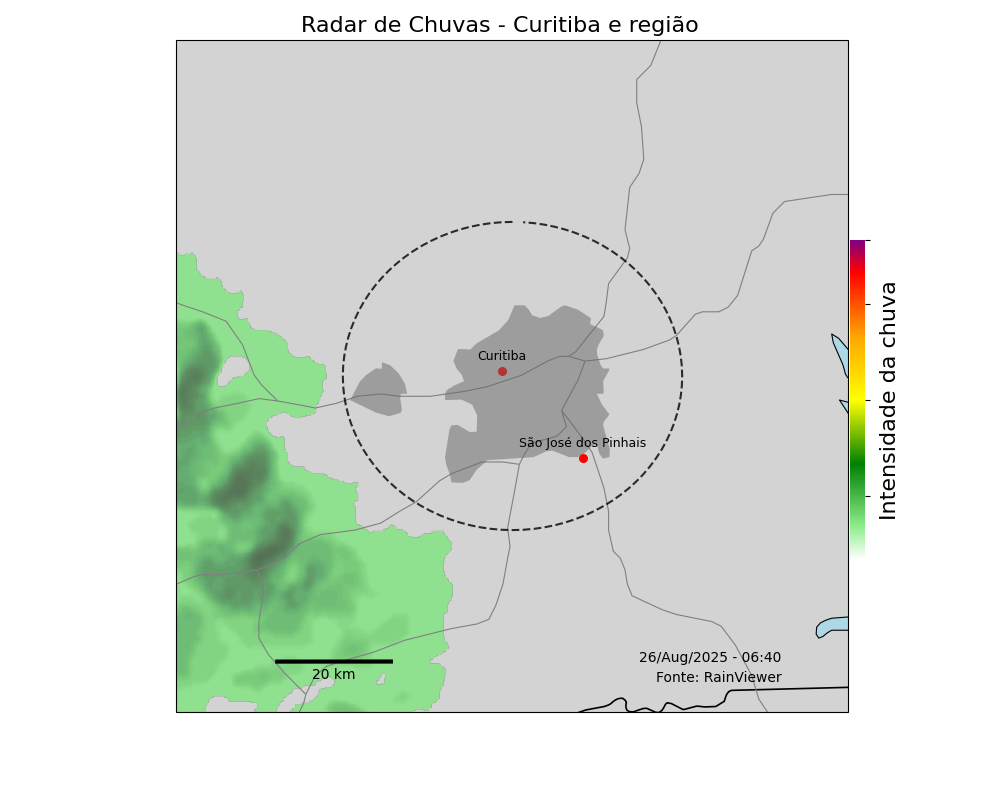 Radar de Chuvas - Curitiba e região
Curitiba
São José dos Pinhais
Intensidade da chuva
26/Aug/2025 - 06:40
Fonte: RainViewer
20 km